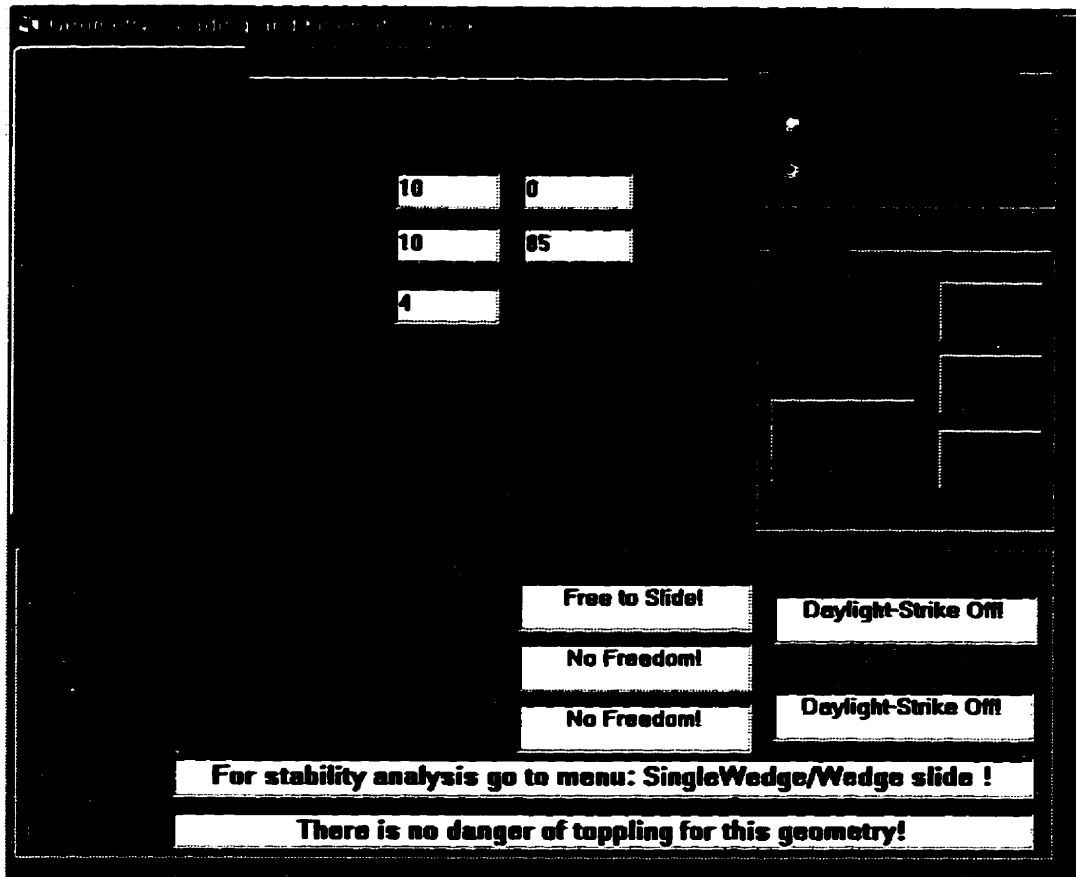 10 0
10 85
4
Free to Slide!
Daylight-Strike Off!
No Freedom!
No Freedom!
Daylight-Strike Off!
For stability analysis go to menu: SingleWedge/Wedge slide !
There is no danger of toppling for this geometry!